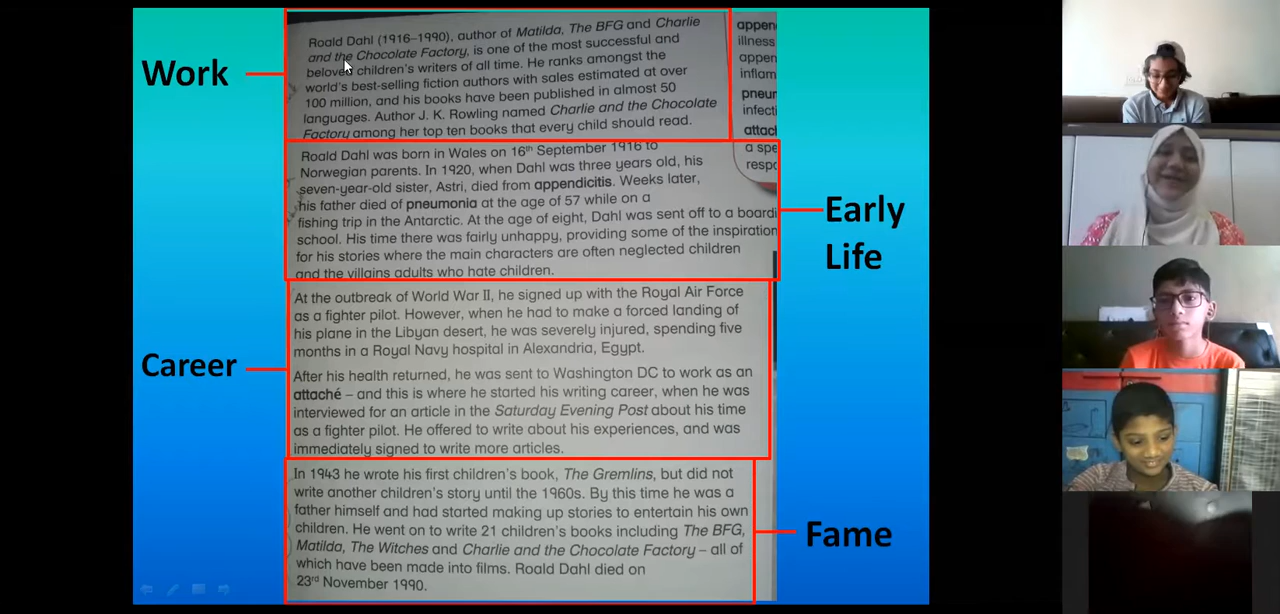 Work
Roald Dahl (1916–1990), author of Matilda, The BFG and Charlie
and the Chocolate Factory, is one of the most successful and
beloved children's writers of all time. He ranks amongst the
world's best-selling fiction authors with sales estimated at over
100 million, and his books have been published in almost 50
languages. Author J. K. Rowling named Charlie and the Chocolate
Factory among her top ten books that every child should read.
appen
illness
appen
inflam
pneur
infecti
attach
a spe
respo
Roald Dahl was born in Wales on 16th September 1916 to
Norwegian parents. In 1920, when Dahl was three years old, his
seven-year-old sister, Astri, died from appendicitis. Weeks later,
his father died of pneumonia at the age of 57 while on a
fishing trip in the Antarctic. At the age of eight, Dahl was sent off to a boardi
school. His time there was fairly unhappy, providing some of the inspiration
for his stories where the main characters are often neglected children
and the villains adults who hate children.
Early
Life
Career
At the outbreak of World War II, he signed up with the Royal Air Force
as a fighter pilot. However, when he had to make a forced landing of
his plane in the Libyan desert, he was severely injured, spending five
months in a Royal Navy hospital in Alexandria, Egypt.
After his health returned, he was sent to Washington DC to work as an
attaché – and this is where he started his writing career, when he was
interviewed for an article in the Saturday Evening Post about his time
as a fighter pilot. He offered to write about his experiences, and was
immediately signed to write more articles.
In 1943 he wrote his first children's book, The Gremlins, but did not
write another children's story until the 1960s. By this time he was a
father himself and had started making up stories to entertain his own
children. He went on to write 21 children's books including The BFG,
Matilda, The Witches and Charlie and the Chocolate Factory – all of
which have been made into films. Roald Dahl died on
23rd November 1990.
Fame